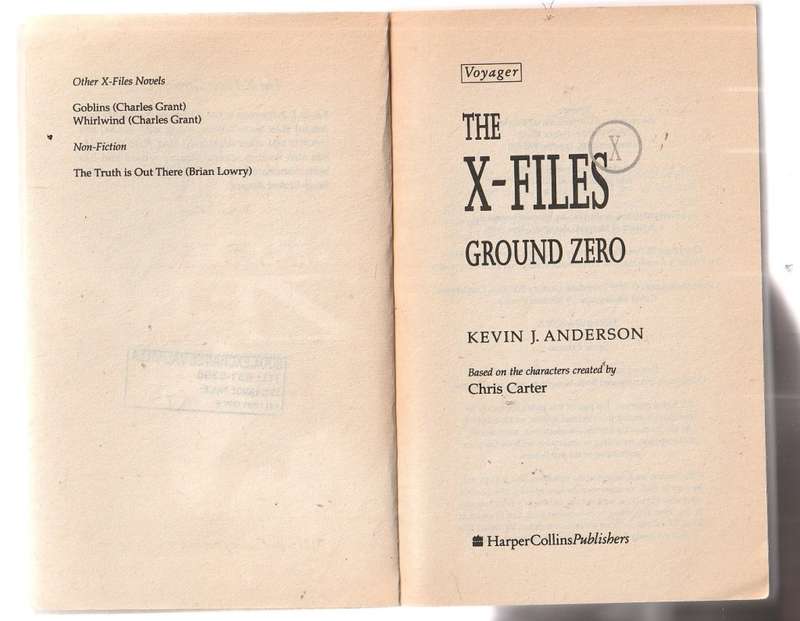 Other X-Files Novels
Goblins (Charles Grant)
Whirlwind (Charles Grant)
Non-Fiction
The Truth is Out There (Brian Lowry)
Voyager
THE
X-FILES
X
GROUND ZERO
KEVIN J. ANDERSON
Based on the characters created by
Chris Carter
HarperCollinsPublishers